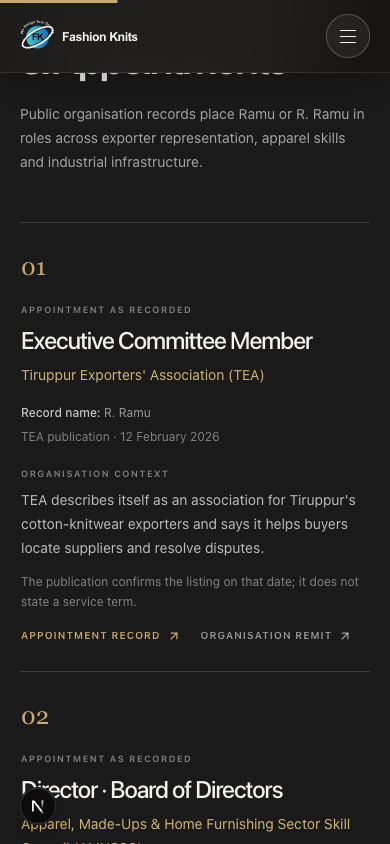 Fashion Knits
FK
Public organisation records place Ramu or R. Ramu in
roles across exporter representation, apparel skills
and industrial infrastructure.
01
APPOINTMENT AS RECORDED
Executive Committee Member
Tiruppur Exporters' Association (TEA)
Record name: R. Ramu
TEA publication · 12 February 2026
ORGANISATION CONTEXT
TEA describes itself as an association for Tiruppur's
cotton-knitwear exporters and says it helps buyers
locate suppliers and resolve disputes.
The publication confirms the listing on that date; it does not
state a service term.
APPOINTMENT RECORD ORGANISATION REMIT
02
APPOINTMENT AS RECORDED
Director · Board of Directors
N
Apparel, Made-Ups & Home Furnishing Sector Skill